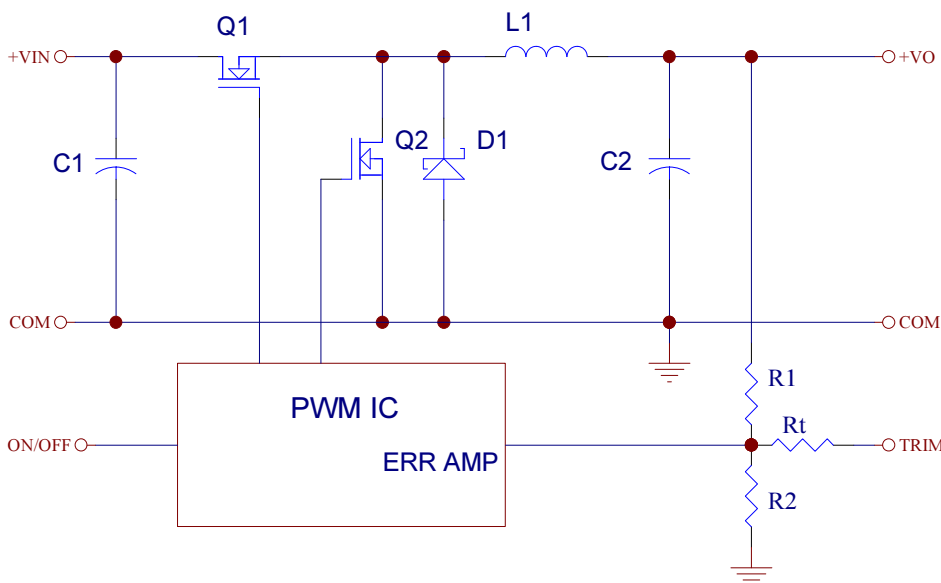 Q1
L1
+VIN
+VO
C1
Q2
D1
C2
COM
COM
R1
PWM IC
Rt
ON/OFF
ERR AMP
TRIM
R2